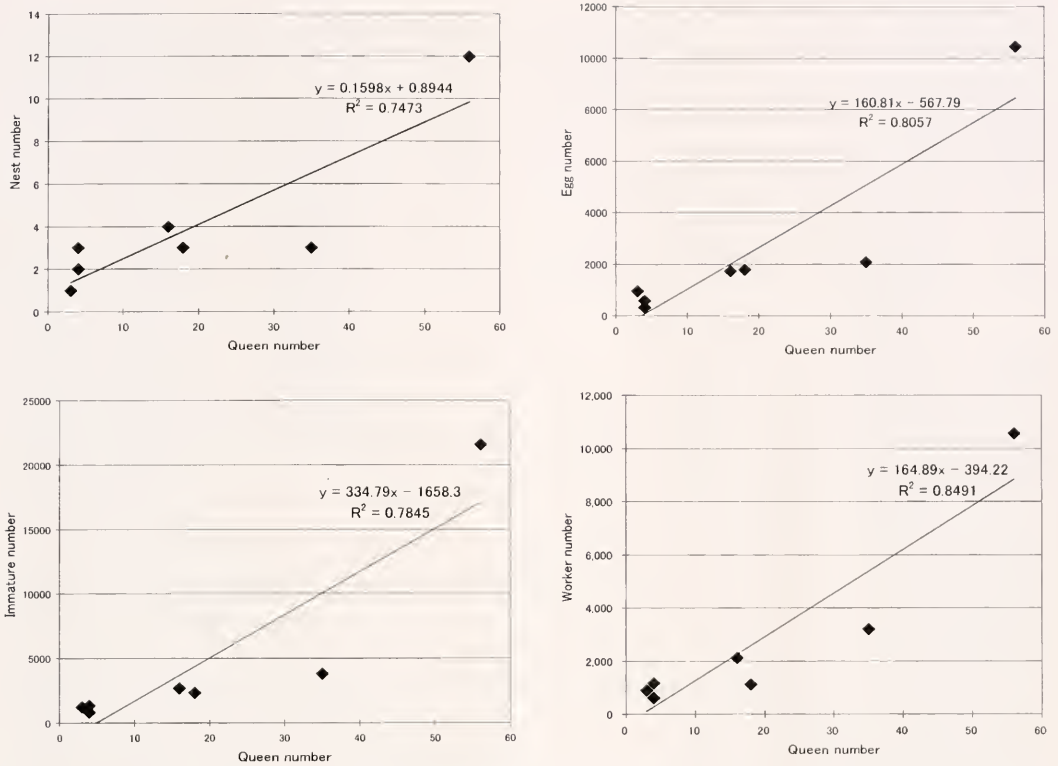 14
12
10
8
6
4
2
0
Nest number
y = 0.1598x + 0.8944
R² = 0.7473
0 10 20 30 40 50 60
Queen number
12000
10000
8000
6000
4000
2000
0
Egg number
y = 160.81x − 567.79
R² = 0.8057
0 10 20 30 40 50 60
Queen number
25000
20000
15000
10000
5000
0
Immature number
y = 334.79x − 1658.3
R² = 0.7845
0 10 20 30 40 50 60
Queen number
12,000
10,000
8,000
6,000
4,000
2,000
0
Worker number
y = 164.89x − 394.22
R² = 0.8491
0 10 20 30 40 50 60
Queen number